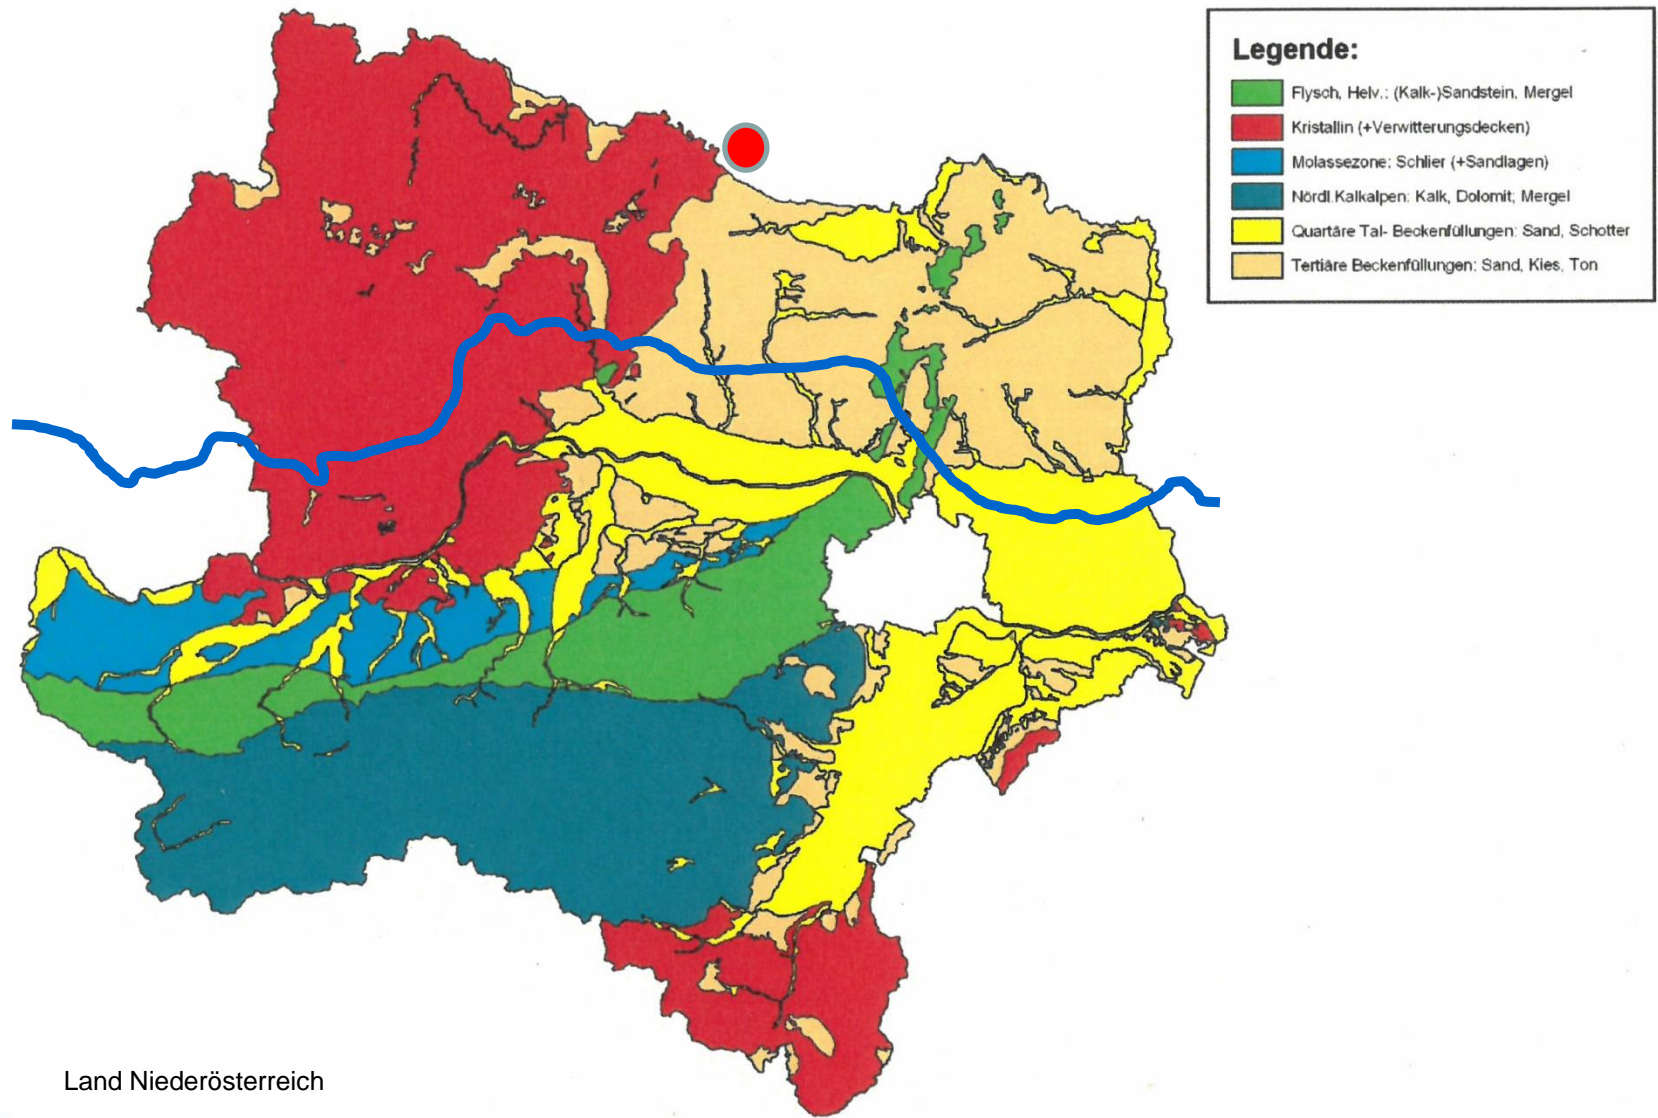 Legende:
Flysch, Helv.: (Kalk-)Sandstein, Mergel
Kristallin (+Verwitterungsdecken)
Molassezone: Schlier (+Sandlagen)
Nördl.Kalkalpen: Kalk, Dolomit; Mergel
Quartäre Tal- Beckenfüllungen: Sand, Schotter
Tertiäre Beckenfüllungen: Sand, Kies, Ton
Land Niederösterreich